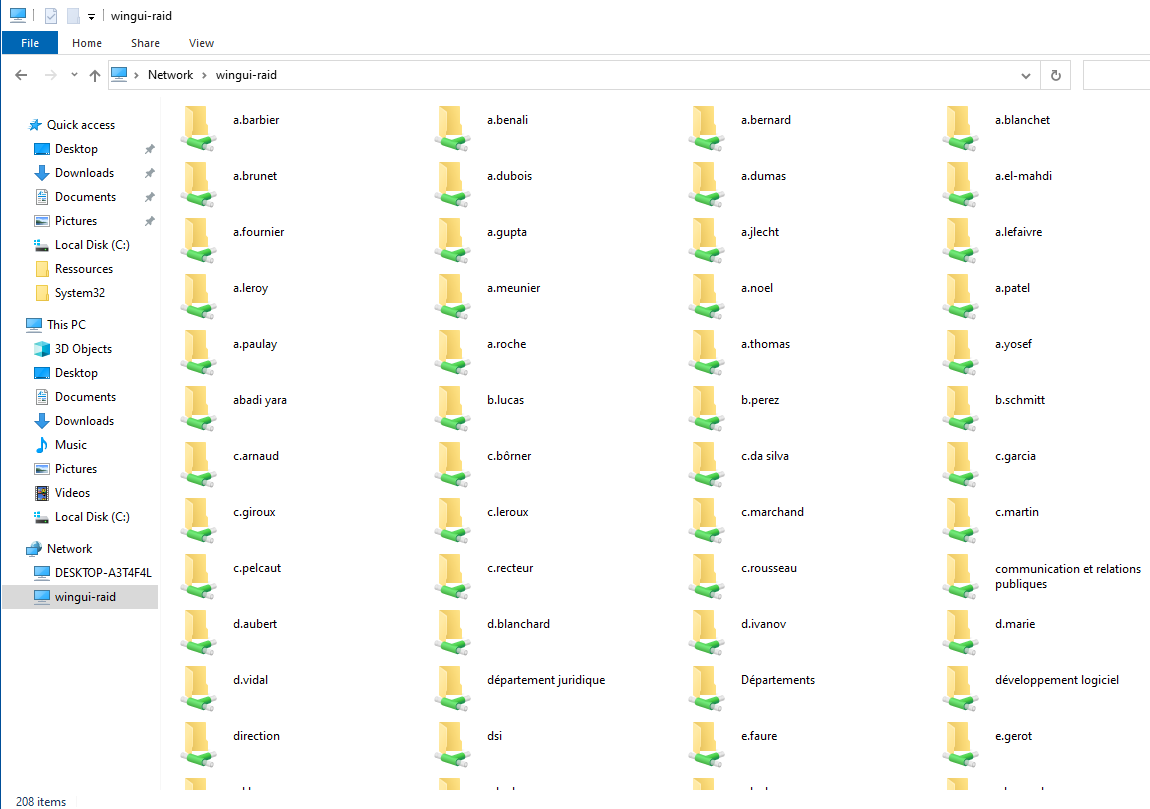 wingui-raid
File Home Share View
Network wingui-raid
Quick access
Desktop
Downloads
Documents
Pictures
Local Disk (C:)
Ressources
System32
This PC
3D Objects
Desktop
Documents
Downloads
Music
Pictures
Videos
Local Disk (C:)
Network
DESKTOP-A3T4F4L
wingui-raid
a.barbier a.benali a.bernard a.blanchet
a.brunet a.dubois a.dumas a.el-mahdi
a.fournier a.gupta a.jlecht a.lefaivre
a.leroy a.meunier a.noel a.patel
a.paulay a.roche a.thomas a.yosef
abadi yara b.lucas b.perez b.schmitt
c.arnaud c.bôrner c.da silva c.garcia
c.giroux c.leroux c.marchand c.martin
c.pelcaut c.recteur c.rousseau communication et relations
publiques
d.aubert d.blanchard d.ivanov d.marie
d.vidal département juridique Départements développement logiciel
direction dsi e.faure e.gerot
208 items